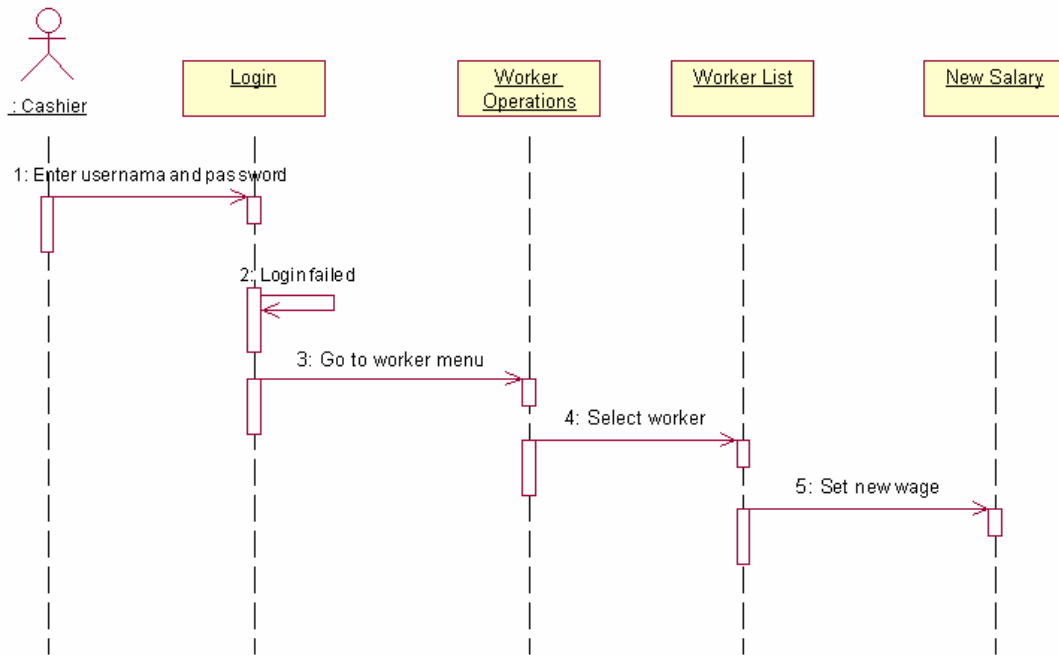 : Cashier
Login
Worker
Operations
Worker List
New Salary
1: Enter usernama and password
2: Login failed
3: Go to worker menu
4: Select worker
5: Set new wage